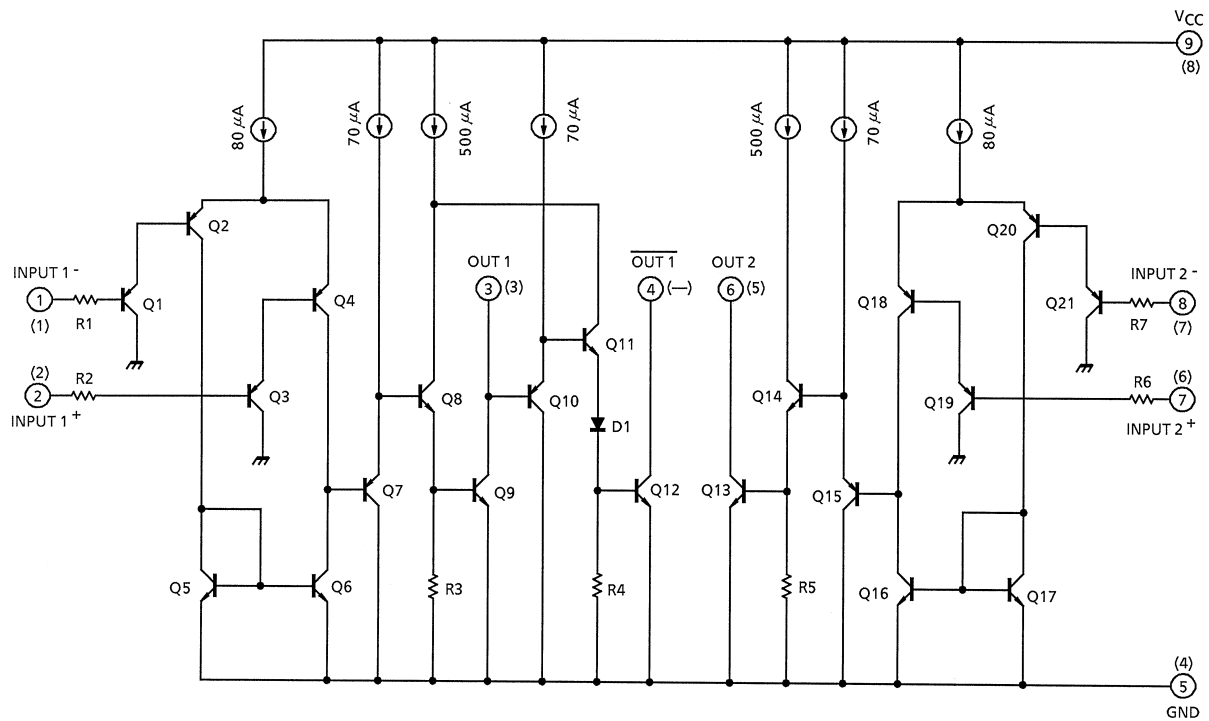 VCC
9
(8)
80 μA
70 μA
500 μA
70 μA
500 μA
70 μA
80 μA
Q2
Q20
INPUT 1 -
OUT 1
OUT 1
OUT 2
INPUT 2 -
1
(1)
R1
Q1
Q4
3
(3)
4
(—)
6
(5)
Q18
Q21
R7
8
(7)
Q11
(2)
2
R2
INPUT 1 +
Q3
Q8
Q10
D1
Q14
Q19
R6
(6)
7
INPUT 2 +
Q7
Q9
Q12
Q13
Q15
Q5
Q6
R3
R4
R5
Q16
Q17
(4)
5
GND